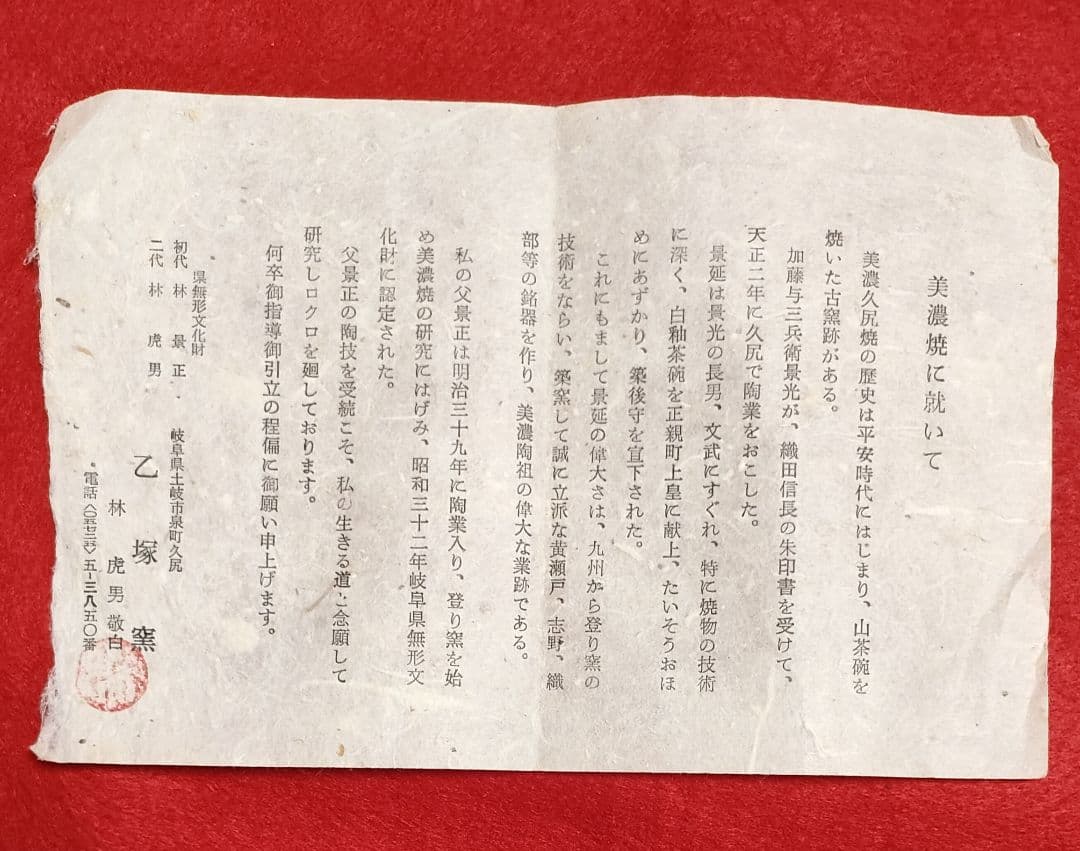 美濃焼に就いて
美濃久尻焼の歴史は平安時代にはじまり、山茶碗を
焼いた古窯跡がある。
加藤与三兵衛景光が、織田信長の朱印書を受けて、
天正二年に久尻で陶業をおこした。
景延は景光の長男、文武にすぐれ、特に焼物の技術
に深く、白釉茶碗を正親町上皇に献上、たいそうおほ
めにあずかり、築後守を宣下された。
これにもまして景延の偉大さは、九州から登り窯の
技術をならい、築窯して誠に立派な黄瀬戸、志野、織
部等の銘器を作り、美濃陶祖の偉大な業跡である。
私の父景正は明治三十九年に陶業入り、登り窯を始
め美濃焼の研究にはげみ、昭和三十二年岐阜県無形文
化財に認定された。
父景正の陶技を受続こそ、私の生きる道と念願して
研究しロクロを廻しております。
何卒御指導御引立の程偏に御願い申上げます。
県無形文化財
初代 林 景正
二代 林 虎男
岐阜県土岐市泉町久尻
乙塚窯
林 虎男 敬白
電話〈〇五七二五〉五-三八五〇番